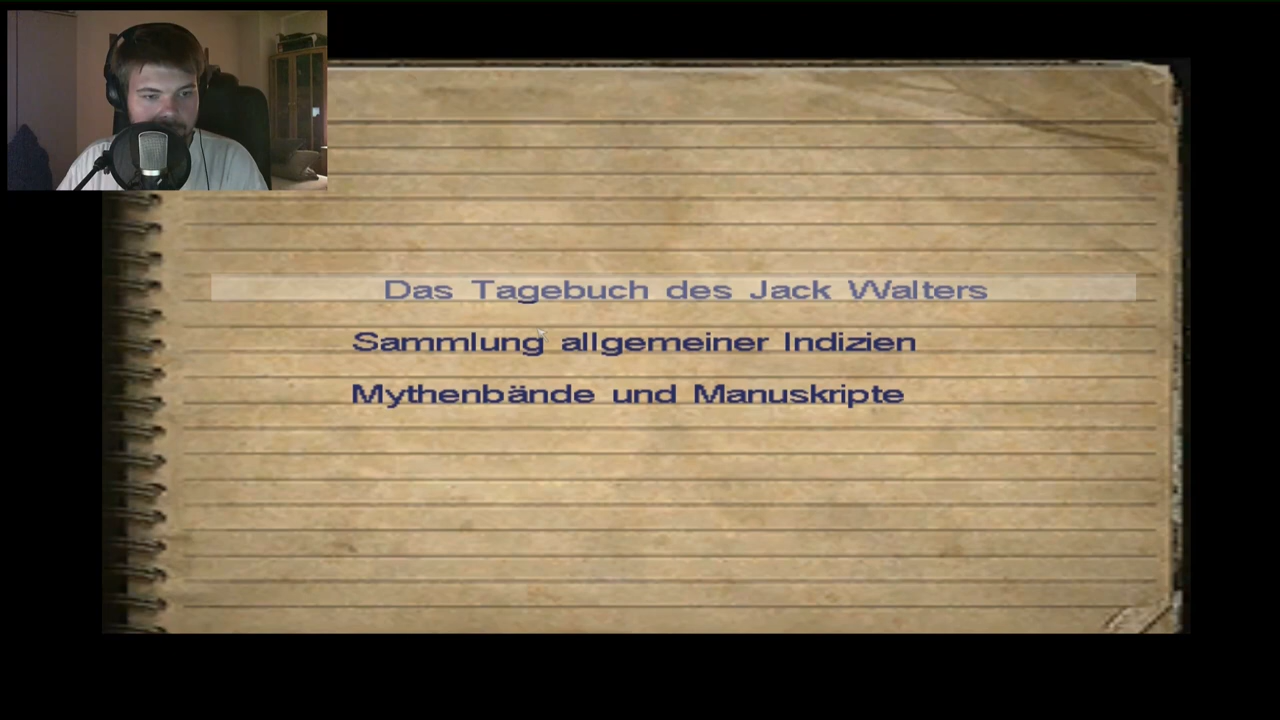 Das Tagebuch des Jack Walters
Sammlung allgemeiner Indizien
Mythenbände und Manuskripte